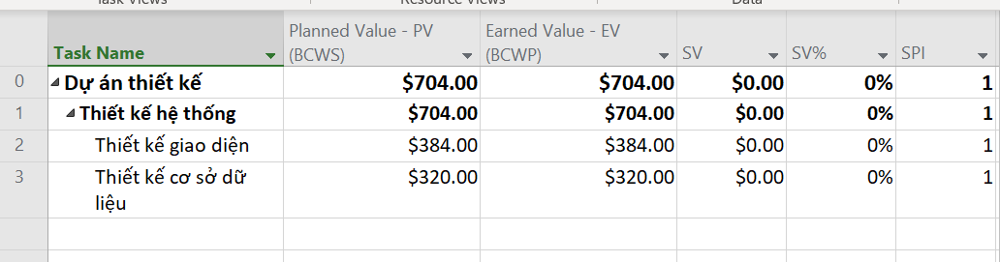 Task Views Resource Views Data
Planned Value - PV Earned Value - EV
Task Name (BCWS) (BCWP) SV SV% SPI
0 Dự án thiết kế $704.00 $704.00 $0.00 0% 1
1 Thiết kế hệ thống $704.00 $704.00 $0.00 0% 1
2 Thiết kế giao diện $384.00 $384.00 $0.00 0% 1
3 Thiết kế cơ sở dữ $320.00 $320.00 $0.00 0% 1
liệu